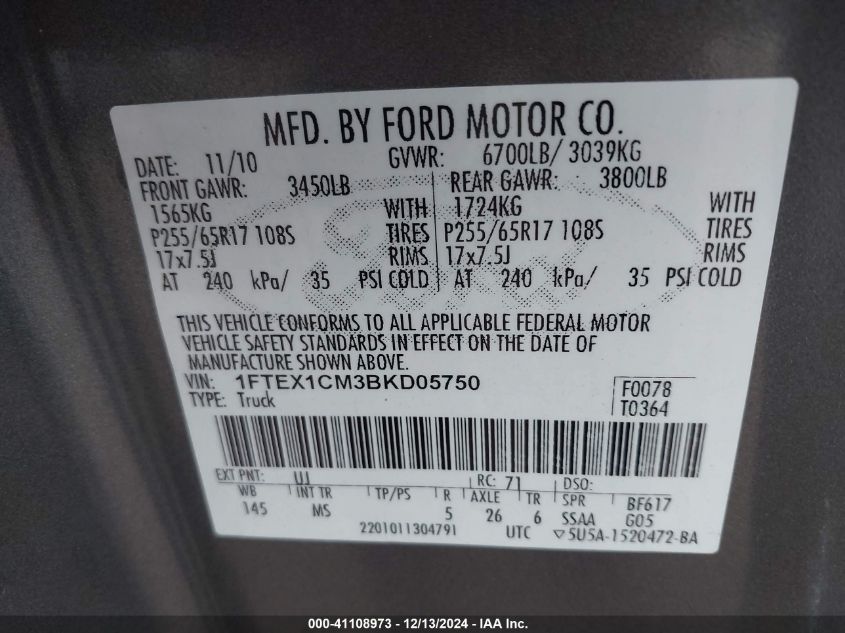 MFD. BY FORD MOTOR CO.
DATE: 11/10 GVWR: 6700LB/ 3039KG
FRONT GAWR: 3450LB REAR GAWR: 3800LB
1565KG WITH 1724KG WITH
P255/65R17 108S TIRES P255/65R17 108S TIRES
17x7.5J RIMS 17x7.5J RIMS
AT 240 kPa/ 35 PSI COLD AT 240 kPa/ 35 PSI COLD
THIS VEHICLE CONFORMS TO ALL APPLICABLE FEDERAL MOTOR
VEHICLE SAFETY STANDARDS IN EFFECT ON THE DATE OF
MANUFACTURE SHOWN ABOVE.
VIN: 1FTEX1CM3BKD05750 F0078
TYPE: Truck T0364
EXT PNT: UJ RC: 71 DSO:
WB INT TR TP/PS R AXLE TR SPR BF617
145 MS 5 26 6 SSAA G05
2201011304791 UTC ▽5U5A-1520472-BA
000-41108973 - 12/13/2024 - IAA Inc.